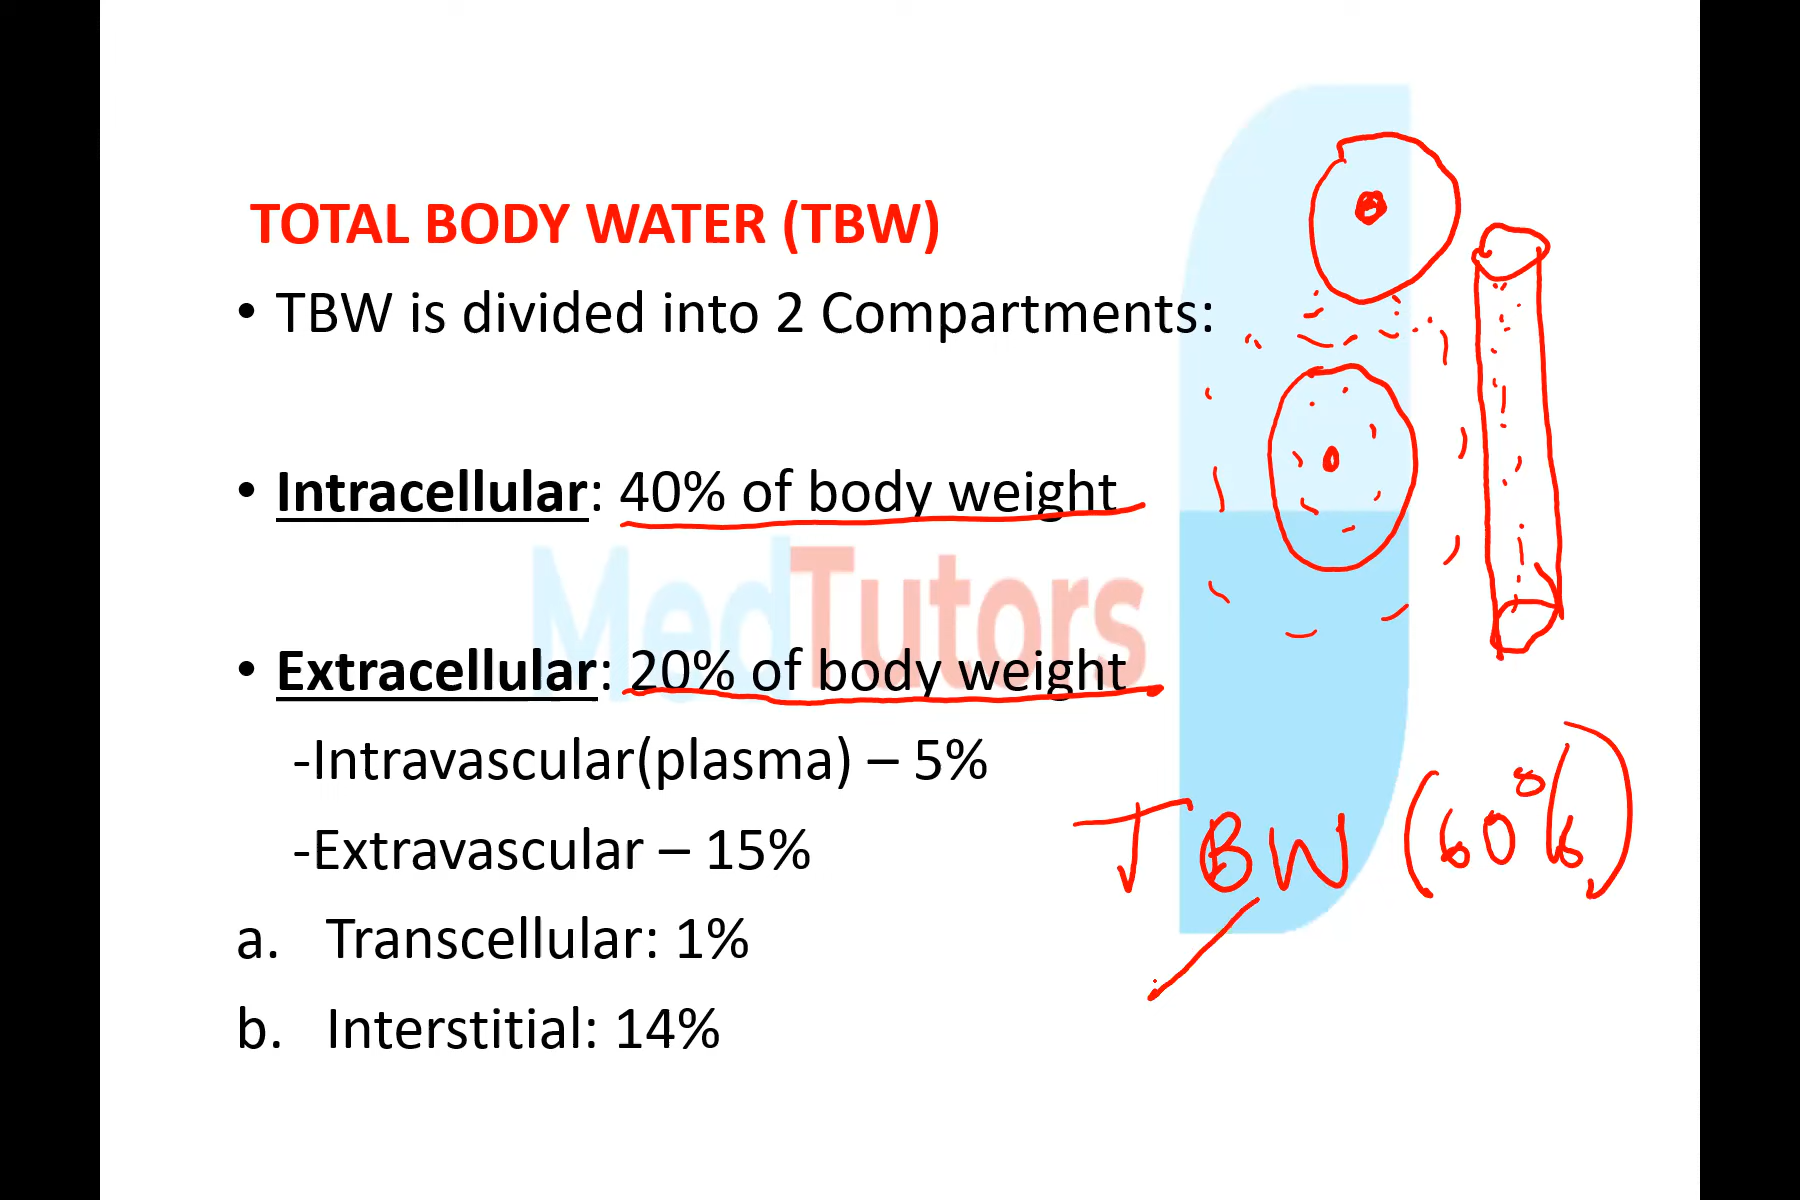 TOTAL BODY WATER (TBW)
• TBW is divided into 2 Compartments:
• Intracellular: 40% of body weight
MedTutors
• Extracellular: 20% of body weight
-Intravascular(plasma) – 5%
-Extravascular – 15%
TBW (60%)
a. Transcellular: 1%
b. Interstitial: 14%